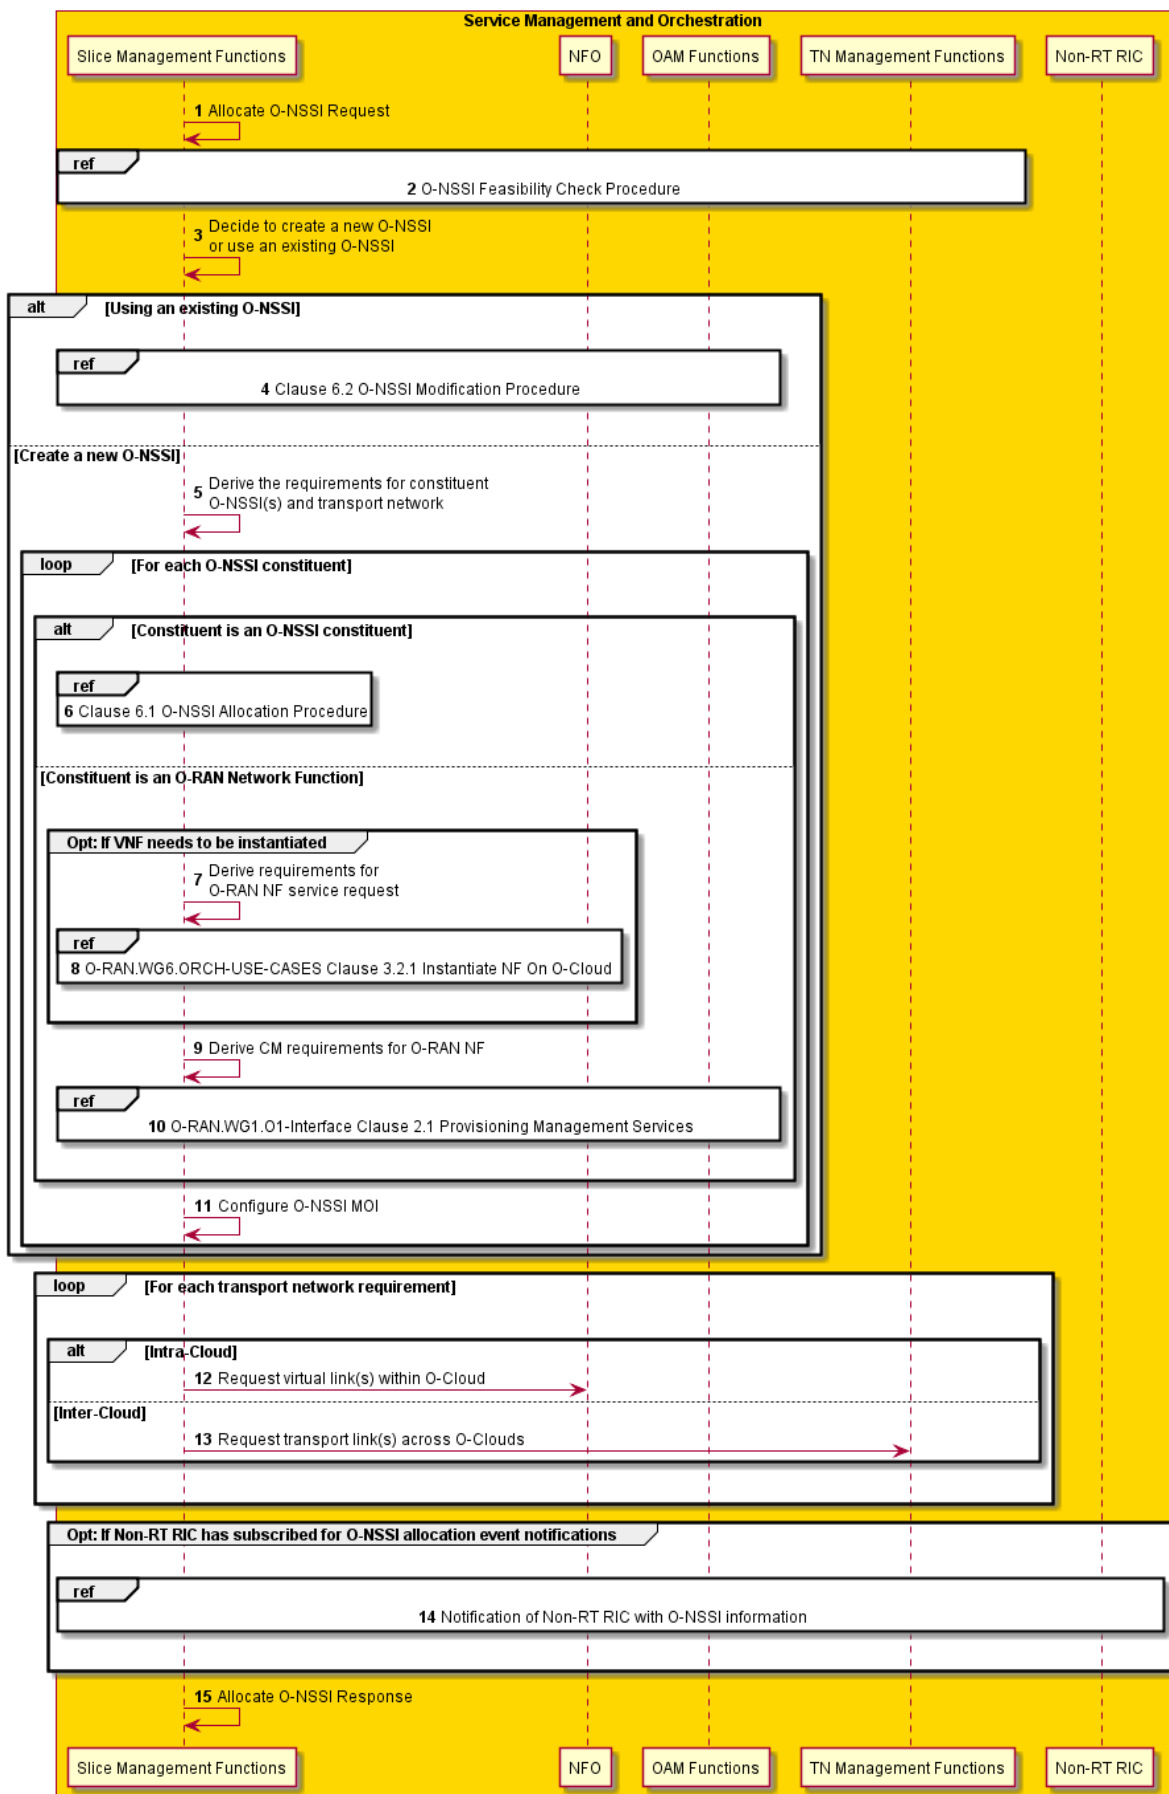 Service Management and Orchestration
Slice Management Functions
NFO
OAM Functions
TN Management Functions
Non-RT RIC
1 Allocate O-NSSI Request
ref
2 O-NSSI Feasibility Check Procedure
3 Decide to create a new O-NSSI
or use an existing O-NSSI
alt [Using an existing O-NSSI]
ref
4 Clause 6.2 O-NSSI Modification Procedure
[Create a new O-NSSI]
5 Derive the requirements for constituent
O-NSSI(s) and transport network
loop [For each O-NSSI constituent]
alt [Constituent is an O-NSSI constituent]
ref
6 Clause 6.1 O-NSSI Allocation Procedure
[Constituent is an O-RAN Network Function]
Opt: If VNF needs to be instantiated
7 Derive requirements for
O-RAN NF service request
ref
8 O-RAN.WG6.ORCH-USE-CASES Clause 3.2.1 Instantiate NF On O-Cloud
9 Derive CM requirements for O-RAN NF
ref
10 O-RAN.WG1.O1-Interface Clause 2.1 Provisioning Management Services
11 Configure O-NSSI MOI
loop [For each transport network requirement]
alt [Intra-Cloud]
12 Request virtual link(s) within O-Cloud
[Inter-Cloud]
13 Request transport link(s) across O-Clouds
Opt: If Non-RT RIC has subscribed for O-NSSI allocation event notifications
ref
14 Notification of Non-RT RIC with O-NSSI information
15 Allocate O-NSSI Response
Slice Management Functions
NFO
OAM Functions
TN Management Functions
Non-RT RIC